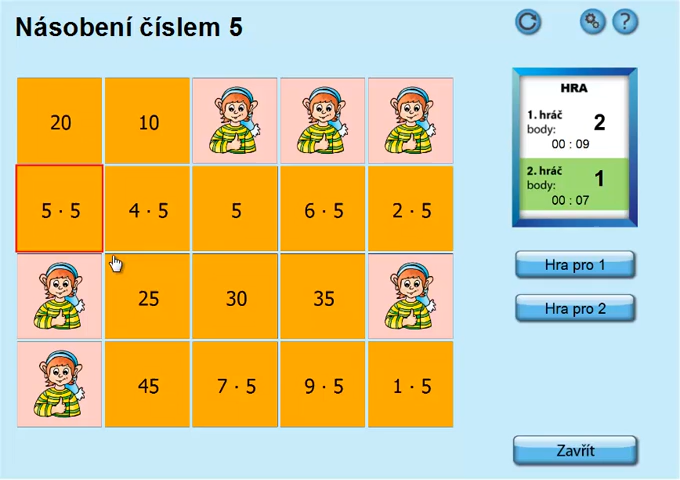 Násobení číslem 5
HRA
1. hráč
body: 2
00 : 09
2. hráč
body: 1
00 : 07
20 10
5 · 5 4 · 5 5 6 · 5 2 · 5
25 30 35
45 7 · 5 9 · 5 1 · 5
Hra pro 1
Hra pro 2
Zavřít